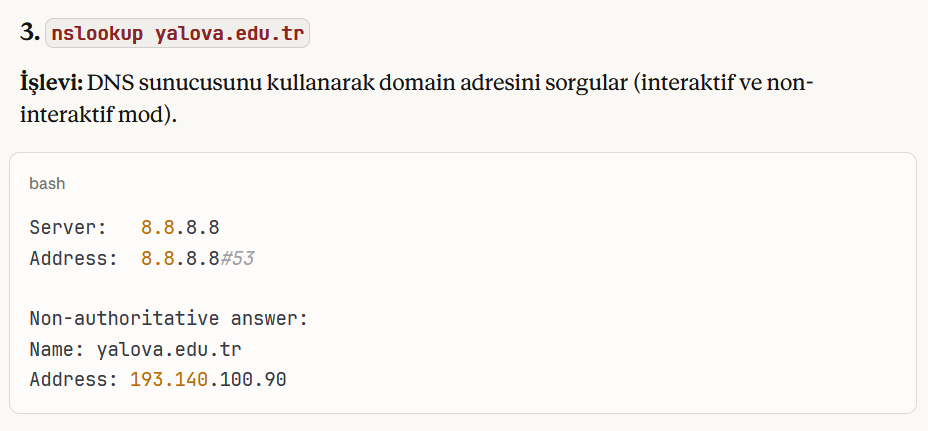 3. nslookup yalova.edu.tr
İşlevi: DNS sunucusunu kullanarak domain adresini sorgular (interaktif ve non-
interaktif mod).
bash
Server:   8.8.8.8
Address:  8.8.8.8#53
Non-authoritative answer:
Name: yalova.edu.tr
Address: 193.140.100.90